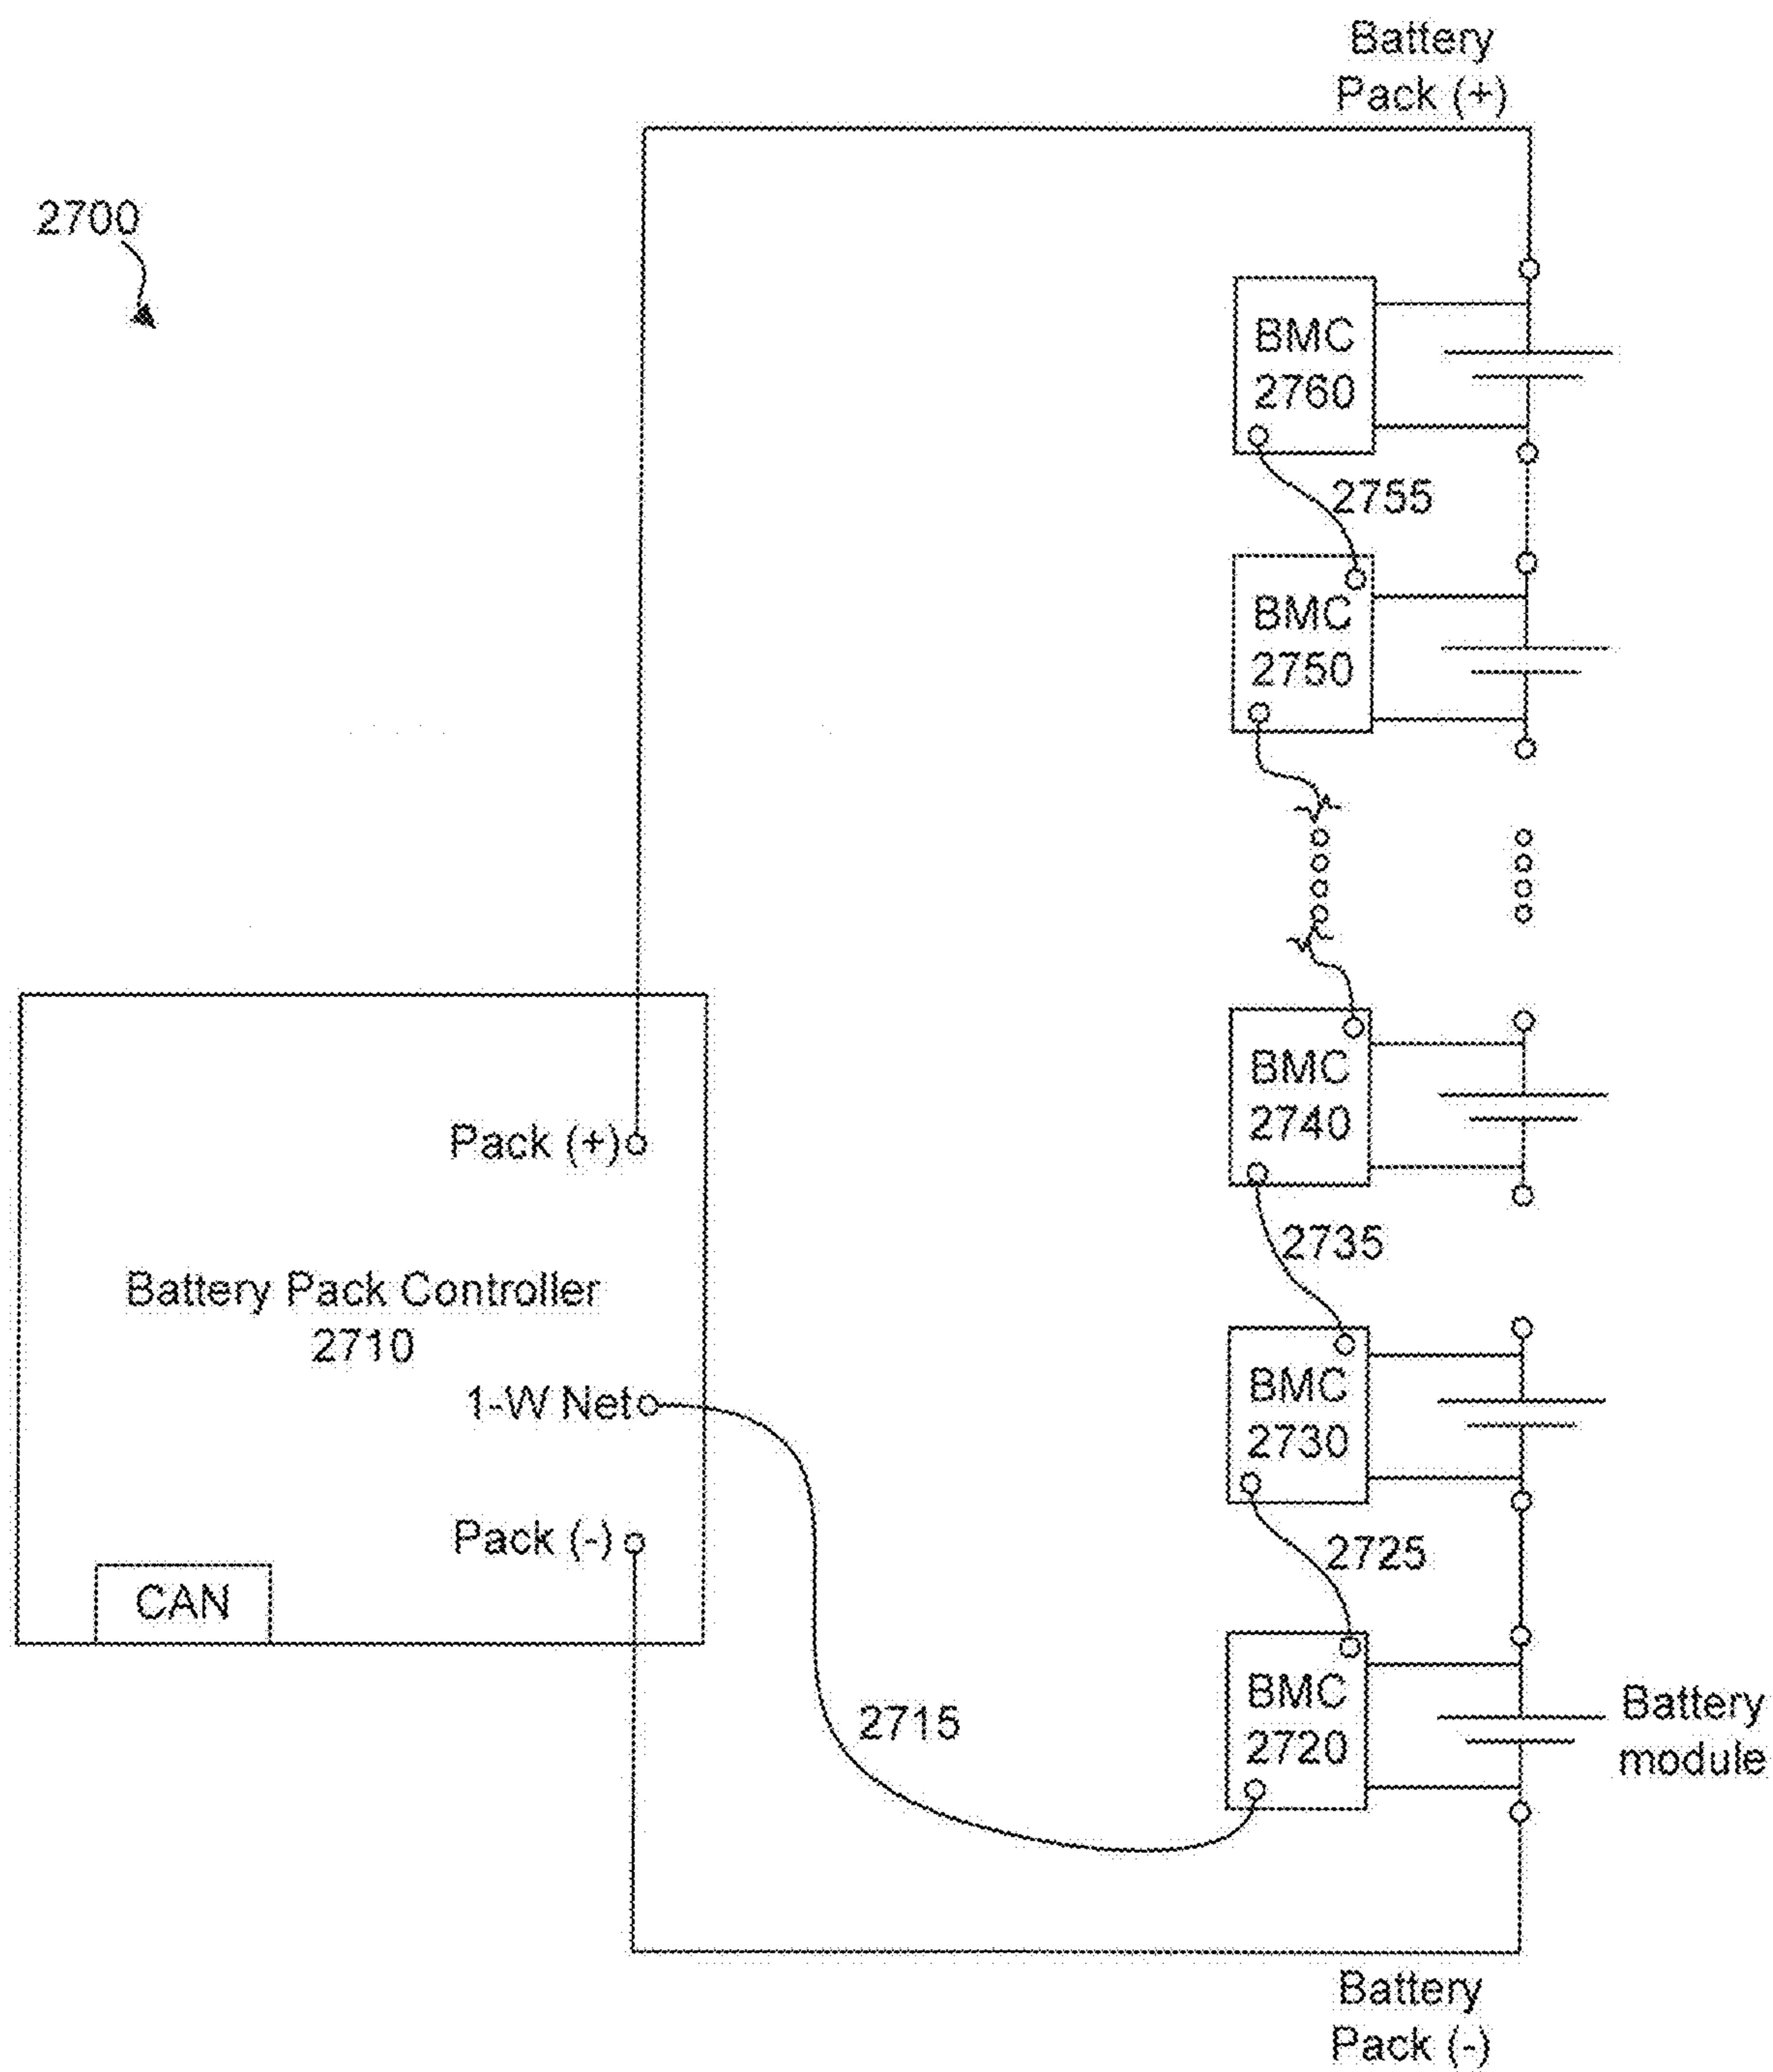 Battery
Pack (+)
2700
BMC
2760
2755
BMC
2750
BMC
2740
Pack (+)
2735
Battery Pack Controller
2710
1-W Net
BMC
2730
Pack (-)
2725
CAN
BMC
2720
2715
Battery
module
Battery
Pack (-)